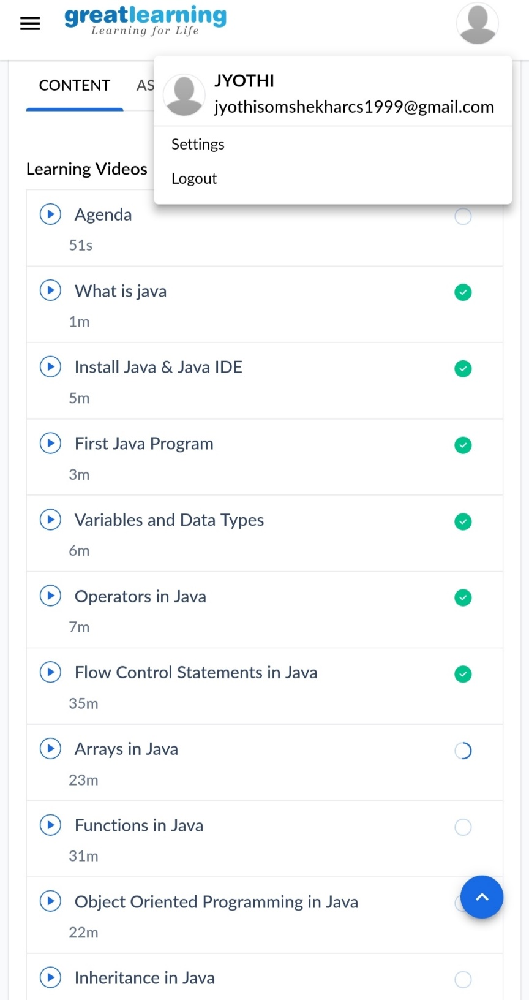 greatlearning
Learning for Life
JYOTHI
jyothisomshekharcs1999@gmail.com
Settings
Logout
CONTENT AS
Learning Videos
Agenda
51s
What is java
1m
Install Java & Java IDE
5m
First Java Program
3m
Variables and Data Types
6m
Operators in Java
7m
Flow Control Statements in Java
35m
Arrays in Java
23m
Functions in Java
31m
Object Oriented Programming in Java
22m
Inheritance in Java